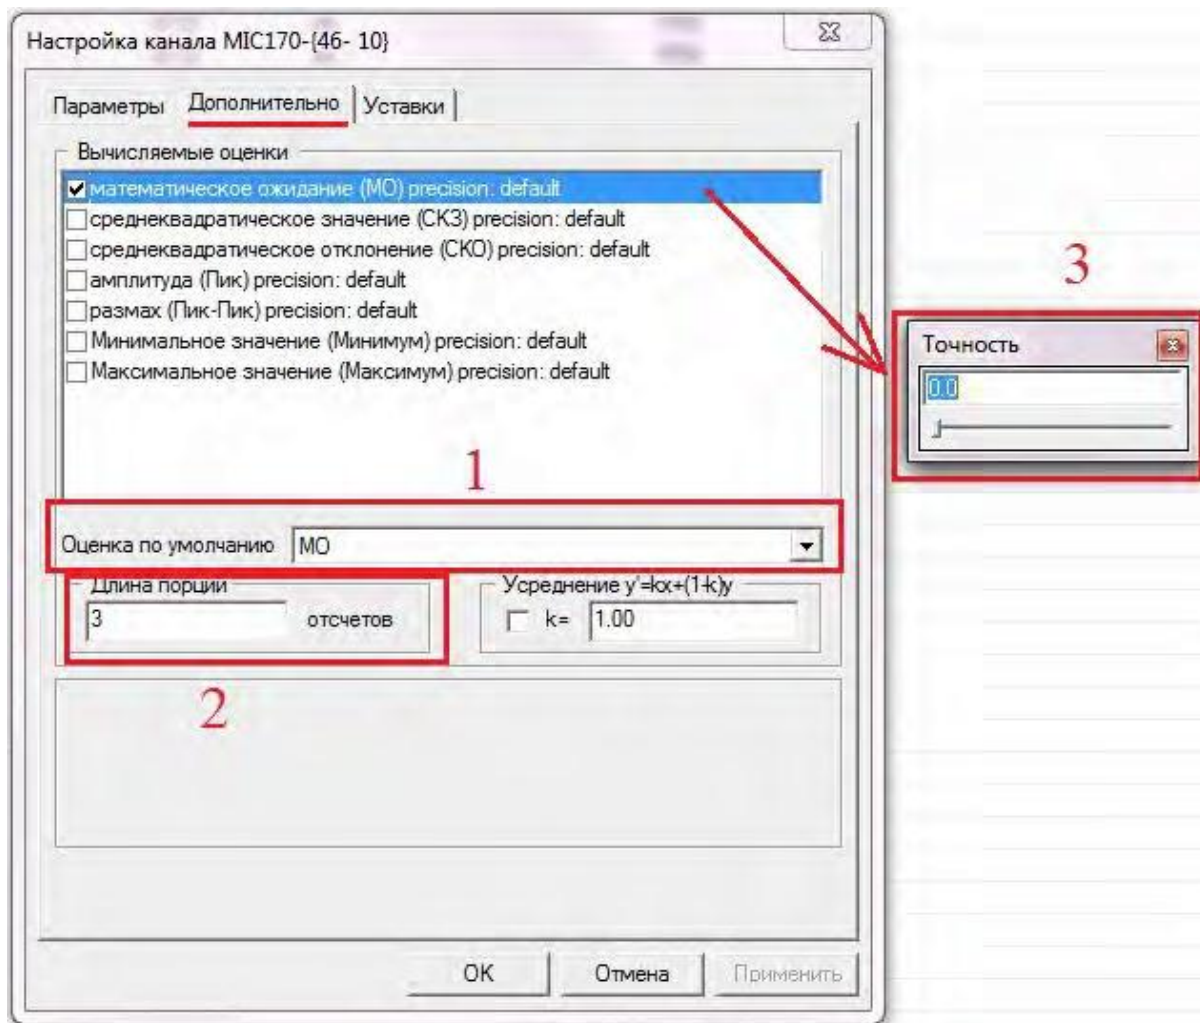 Настройка канала MIC170-{46- 10}
Параметры Дополнительно Уставки
Вычисляемые оценки
математическое ожидание (МО) precision: default
среднеквадратическое значение (СКЗ) precision: default
среднеквадратическое отклонение (СКО) precision: default
амплитуда (Пик) precision: default
размах (Пик-Пик) precision: default
Минимальное значение (Минимум) precision: default
Максимальное значение (Максимум) precision: default
3
Точность
0.0
1
Оценка по умолчанию МО
Длина порции
3 отсчетов
Усреднение y'=kx+(1-k)y
k= 1.00
2
OK Отмена Применить